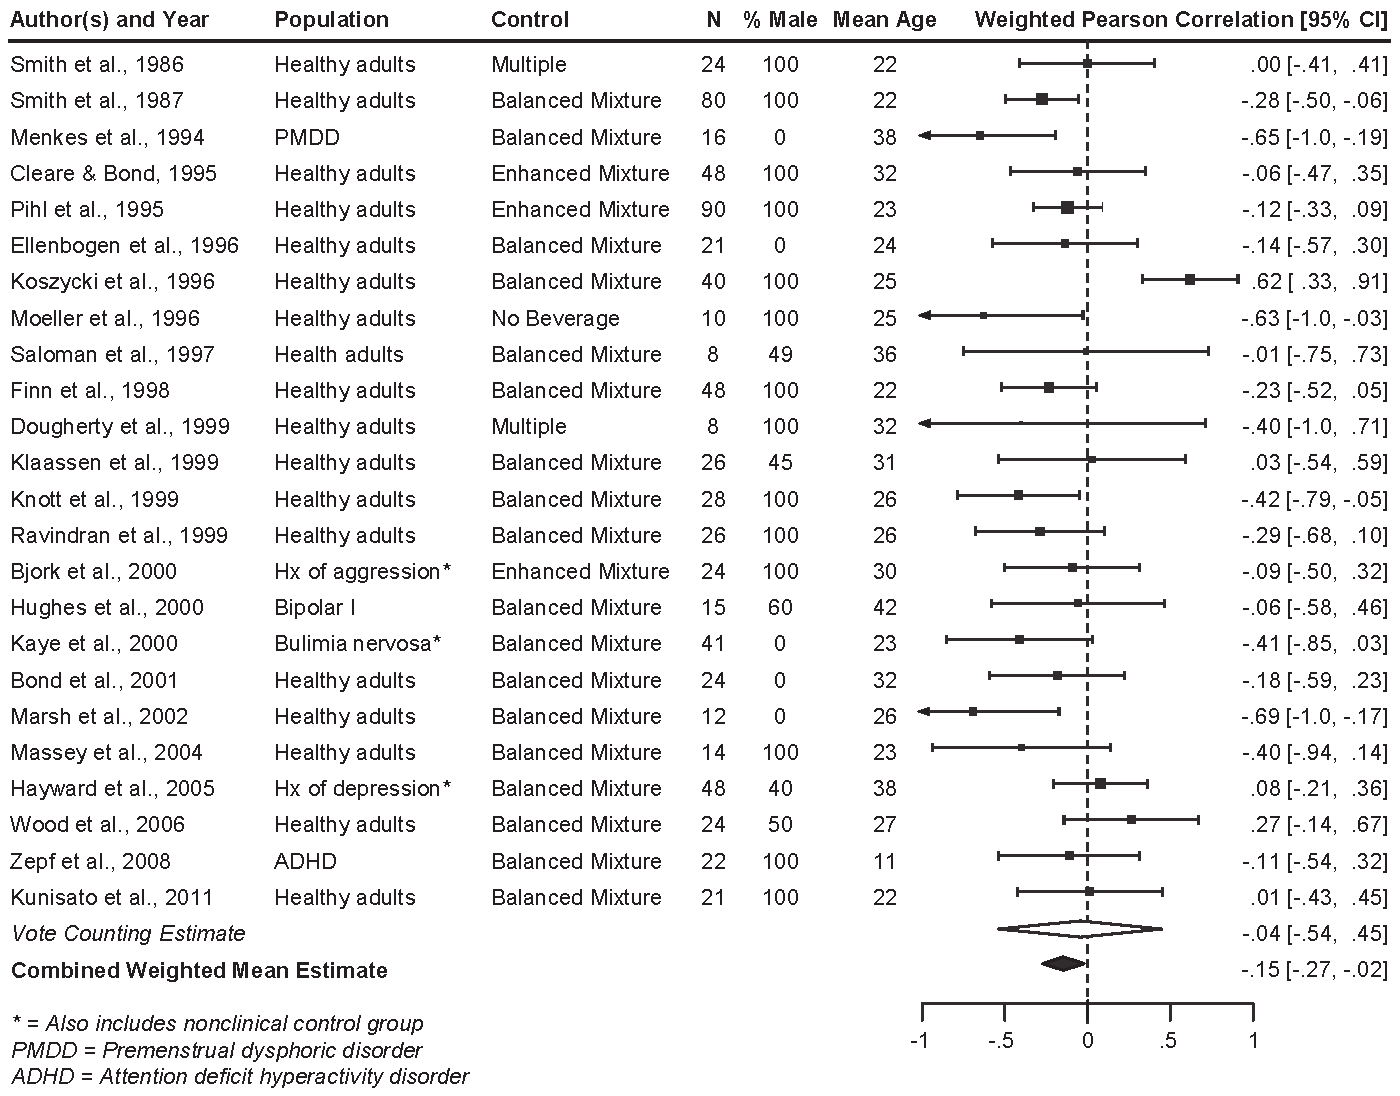 Author(s) and Year Population Control N % Male Mean Age Weighted Pearson Correlation [95% CI]
Smith et al., 1986 Healthy adults Multiple 24 100 22 .00 [-.41, .41]
Smith et al., 1987 Healthy adults Balanced Mixture 80 100 22 -.28 [-.50, -.06]
Menkes et al., 1994 PMDD Balanced Mixture 16 0 38 -.65 [-1.0, -.19]
Cleare & Bond, 1995 Healthy adults Enhanced Mixture 48 100 32 -.06 [-.47, .35]
Pihl et al., 1995 Healthy adults Enhanced Mixture 90 100 23 -.12 [-.33, .09]
Ellenbogen et al., 1996 Healthy adults Balanced Mixture 21 0 24 -.14 [-.57, .30]
Koszycki et al., 1996 Healthy adults Balanced Mixture 40 100 25 .62 [ .33, .91]
Moeller et al., 1996 Healthy adults No Beverage 10 100 25 -.63 [-1.0, -.03]
Saloman et al., 1997 Health adults Balanced Mixture 8 49 36 -.01 [-.75, .73]
Finn et al., 1998 Healthy adults Balanced Mixture 48 100 22 -.23 [-.52, .05]
Dougherty et al., 1999 Healthy adults Multiple 8 100 32 -.40 [-1.0, .71]
Klaassen et al., 1999 Healthy adults Balanced Mixture 26 45 31 .03 [-.54, .59]
Knott et al., 1999 Healthy adults Balanced Mixture 28 100 26 -.42 [-.79, -.05]
Ravindran et al., 1999 Healthy adults Balanced Mixture 26 100 26 -.29 [-.68, .10]
Bjork et al., 2000 Hx of aggression* Enhanced Mixture 24 100 30 -.09 [-.50, .32]
Hughes et al., 2000 Bipolar I Balanced Mixture 15 60 42 -.06 [-.58, .46]
Kaye et al., 2000 Bulimia nervosa* Balanced Mixture 41 0 23 -.41 [-.85, .03]
Bond et al., 2001 Healthy adults Balanced Mixture 24 0 32 -.18 [-.59, .23]
Marsh et al., 2002 Healthy adults Balanced Mixture 12 0 26 -.69 [-1.0, -.17]
Massey et al., 2004 Healthy adults Balanced Mixture 14 100 23 -.40 [-.94, .14]
Hayward et al., 2005 Hx of depression* Balanced Mixture 48 40 38 .08 [-.21, .36]
Wood et al., 2006 Healthy adults Balanced Mixture 24 50 27 .27 [-.14, .67]
Zepf et al., 2008 ADHD Balanced Mixture 22 100 11 -.11 [-.54, .32]
Kunisato et al., 2011 Healthy adults Balanced Mixture 21 100 22 .01 [-.43, .45]
Vote Counting Estimate -.04 [-.54, .45]
Combined Weighted Mean Estimate -.15 [-.27, -.02]
* = Also includes nonclinical control group
PMDD = Premenstrual dysphoric disorder
ADHD = Attention deficit hyperactivity disorder
-1 -.5 0 .5 1